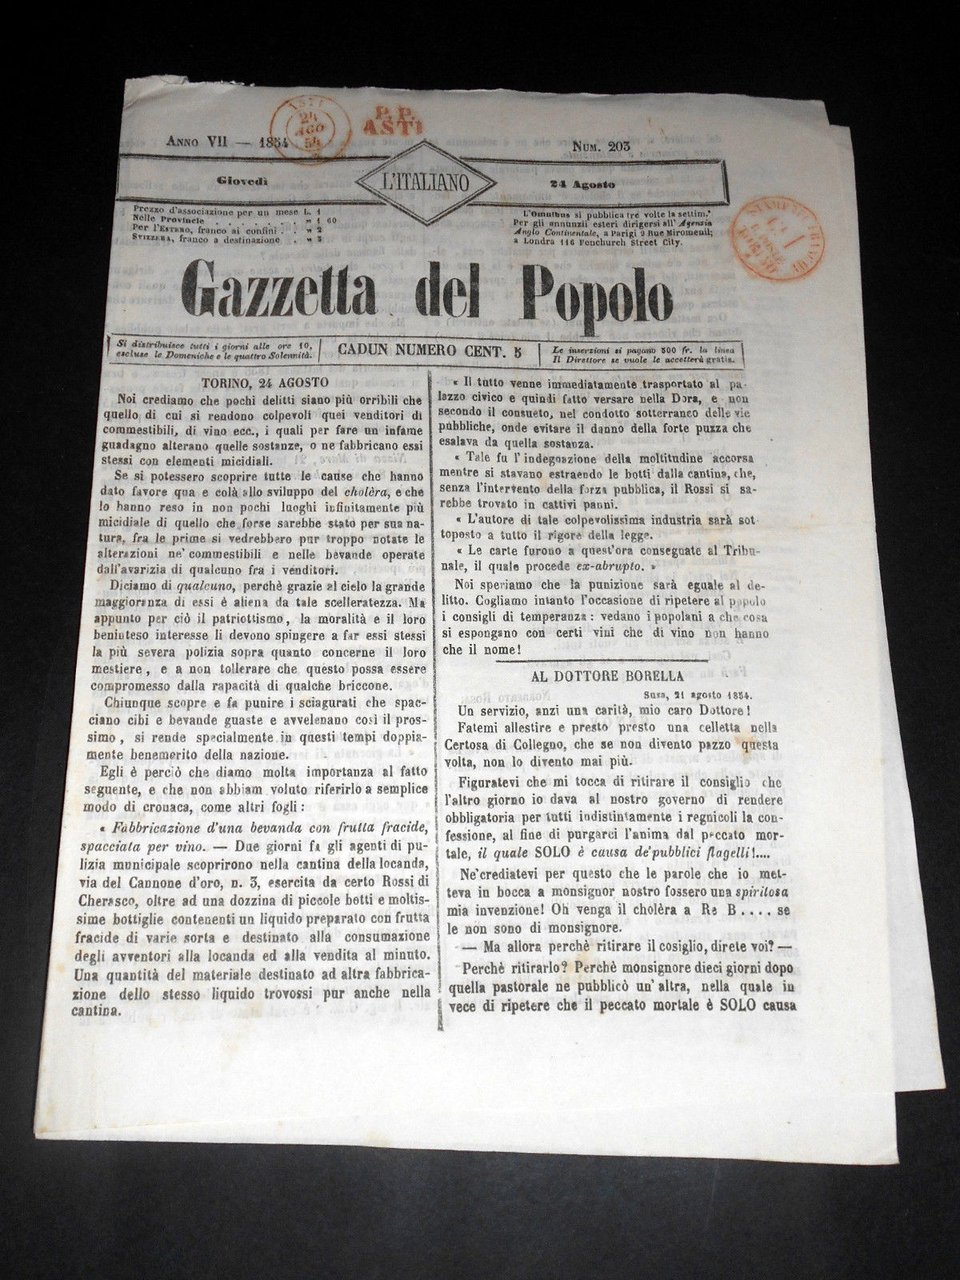 ASTI
24
AGO
54
P. P.
ASTI
Anno VII — 1854
Num. 203
Giovedì
L'ITALIANO
24 Agosto
Prezzo d'associazione per un mese L. 1
Nelle Provincie . . . . . » 1 60
Per l'Estero, franco ai confini . . » 2
Svizzera, franco a destinazione . . » 3
L'Omnibus si pubblica tre volte la settim.ª
Per gli annunzii esteri dirigersi all'Agenzia
Anglo Continentale, a Parigi 9 Rue Miromenil;
a Londra 116 Fenchurch Street City.
Gazzetta del Popolo
Si distribuisce tutti i giorni alle ore 10,
escluse le Domeniche e le quattro Solennità.
CADUN NUMERO CENT. 5
Le inserzioni si pagano 500 fr. la linea
Il Direttore se vuole le accetterà gratis.
TORINO, 24 AGOSTO
Noi crediamo che pochi delitti siano più orribili che
quello di cui si rendono colpevoli quei venditori di
commestibili, di vino ecc., i quali per fare un infame
guadagno alterano quelle sostanze, o ne fabbricano essi
stessi con elementi micidiali.
Se si potessero scoprire tutte le cause che hanno
dato favore qua e colà allo sviluppo del cholèra, e che
lo hanno reso in non pochi luoghi infinitamente più
micidiale di quello che forse sarebbe stato per sua na-
tura, fra le prime si vedrebbero pur troppo notate le
alterazioni ne' commestibili e nelle bevande operate
dall'avarizia di qualcuno fra i venditori.
Diciamo di qualcuno, perchè grazie al cielo la grande
maggioranza di essi è aliena da tale scelleratezza. Ma
appunto per ciò il patriottismo, la moralità e il loro
beninteso interesse li devono spingere a far essi stessi
la più severa polizia sopra quanto concerne il loro
mestiere, e a non tollerare che questo possa essere
compromesso dalla rapacità di qualche briccone.
Chiunque scopre e fa punire i sciagurati che spac-
ciano cibi e bevande guaste e avvelenano così il pros-
simo, si rende specialmente in questi tempi doppia-
mente benemerito della nazione.
Egli è perciò che diamo molta importanza al fatto
seguente, e che non abbiam voluto riferirlo a semplice
modo di cronaca, come altri fogli:
« Fabbricazione d'una bevanda con frutta fracide,
spacciata per vino. — Due giorni fa gli agenti di pu-
lizia municipale scoprirono nella cantina della locanda,
via del Cannone d'oro, n. 3, esercita da certo Rossi di
Cherasco, oltre ad una dozzina di piccole botti e moltis-
sime bottiglie contenenti un liquido preparato con frutta
fracide di varie sorta e destinato alla consumazione
degli avventori alla locanda ed alla vendita al minuto.
Una quantità del materiale destinato ad altra fabbrica-
zione dello stesso liquido trovossi pur anche nella
cantina.
« Il tutto venne immediatamente trasportato al pa-
lazzo civico e quindi fatto versare nella Dora, e non
secondo il consueto, nel condotto sotterraneo delle vie
pubbliche, onde evitare il danno della forte puzza che
esalava da quella sostanza.
« Tale fu l'indegnazione della moltitudine accorsa
mentre si stavano estraendo le botti dalla cantina, che,
senza l'intervento della forza pubblica, il Rossi si sa-
rebbe trovato in cattivi panni.
« L'autore di tale colpevolissima industria sarà sot
toposto a tutto il rigore della legge.
« Le carte furono a quest'ora consegnate al Tribu-
nale, il quale procede ex-abrupto. »
Noi speriamo che la punizione sarà eguale al de-
litto. Cogliamo intanto l'occasione di ripetere al popolo
i consigli di temperanza: vedano i popolani a che cosa
si espongano con certi vini che di vino non hanno
che il nome!
AL DOTTORE BORELLA
Susa, 21 agosto 1854.
Un servizio, anzi una carità, mio caro Dottore!
Fatemi allestire e presto presto una celletta nella
Certosa di Collegno, che se non divento pazzo questa
volta, non lo divento mai più.
Figuratevi che mi tocca di ritirare il consiglio che
l'altro giorno io dava al nostro governo di rendere
obbligatoria per tutti indistintamente i regnicoli la con-
fessione, al fine di purgarci l'anima dal peccato mor-
tale, il quale SOLO è causa de' pubblici flagelli!....
Ne' crediatevi per questo che le parole che io met-
teva in bocca a monsignor nostro fossero una spiritosa
mia invenzione! Oh venga il cholèra a Re B.... se
le non sono di monsignore.
— Ma allora perchè ritirare il cosiglio, direte voi? —
Perchè ritirarlo? Perchè monsignore dieci giorni dopo
quella pastorale ne pubblicò un'altra, nella quale in
vece di ripetere che il peccato mortale è SOLO causa